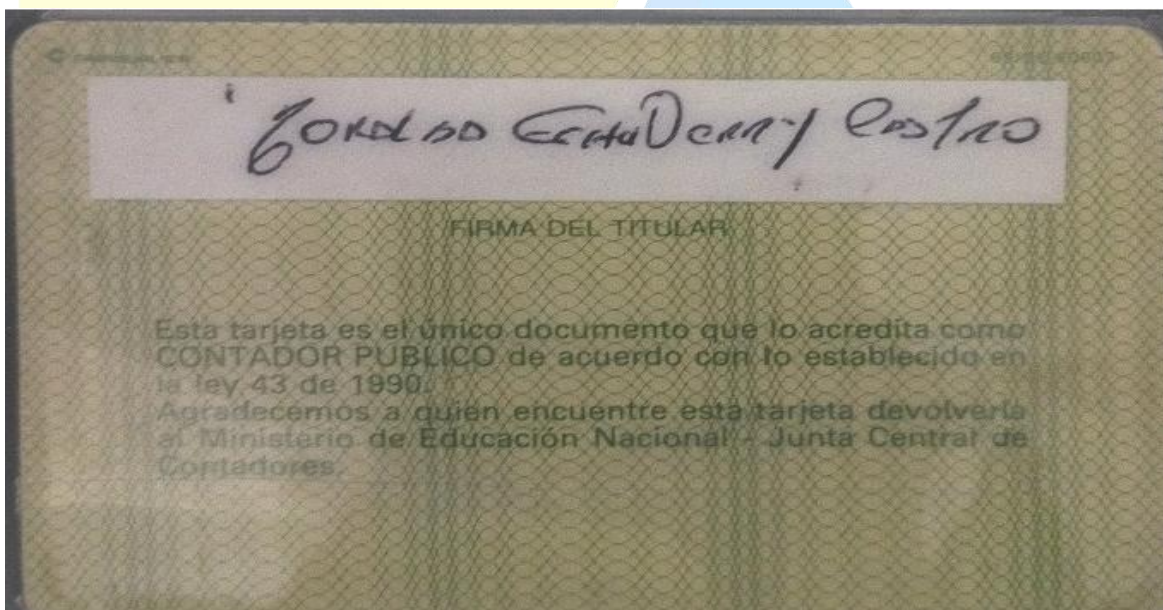 Castro
FIRMA DEL TITULAR
Esta tarjeta es el único documento que lo acredita como
CONTADOR PUBLICO de acuerdo con lo establecido en
la ley 43 de 1990.
Agradecemos a quien encuentre esta tarjeta devolverla
al Ministerio de Educación Nacional - Junta Central de
Contadores.